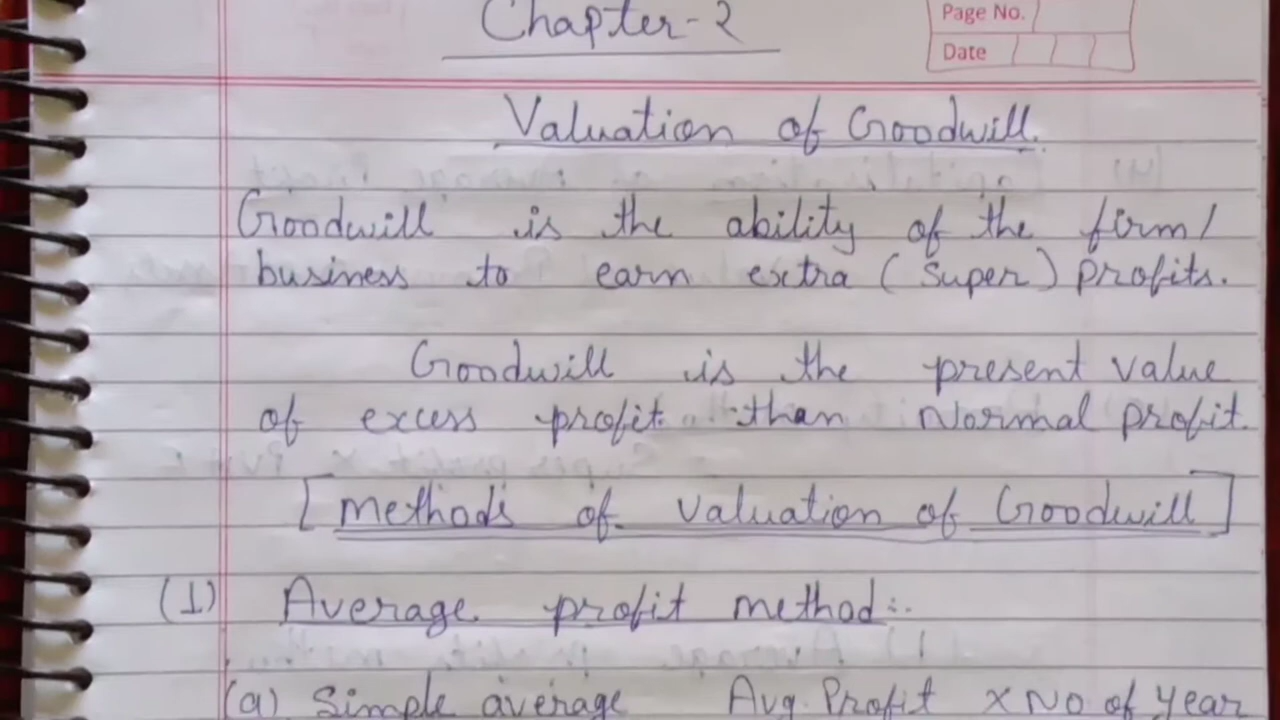 Chapter-2
Page No.
Date
Valuation of Goodwill.
Goodwill is the ability of the firm/
business to earn extra (Super) profits.
Goodwill is the present value
of excess profit than Normal profit.
[methods of valuation of Goodwill]
(1) Average profit method:-
(a) Simple average Avg. Profit x No of year